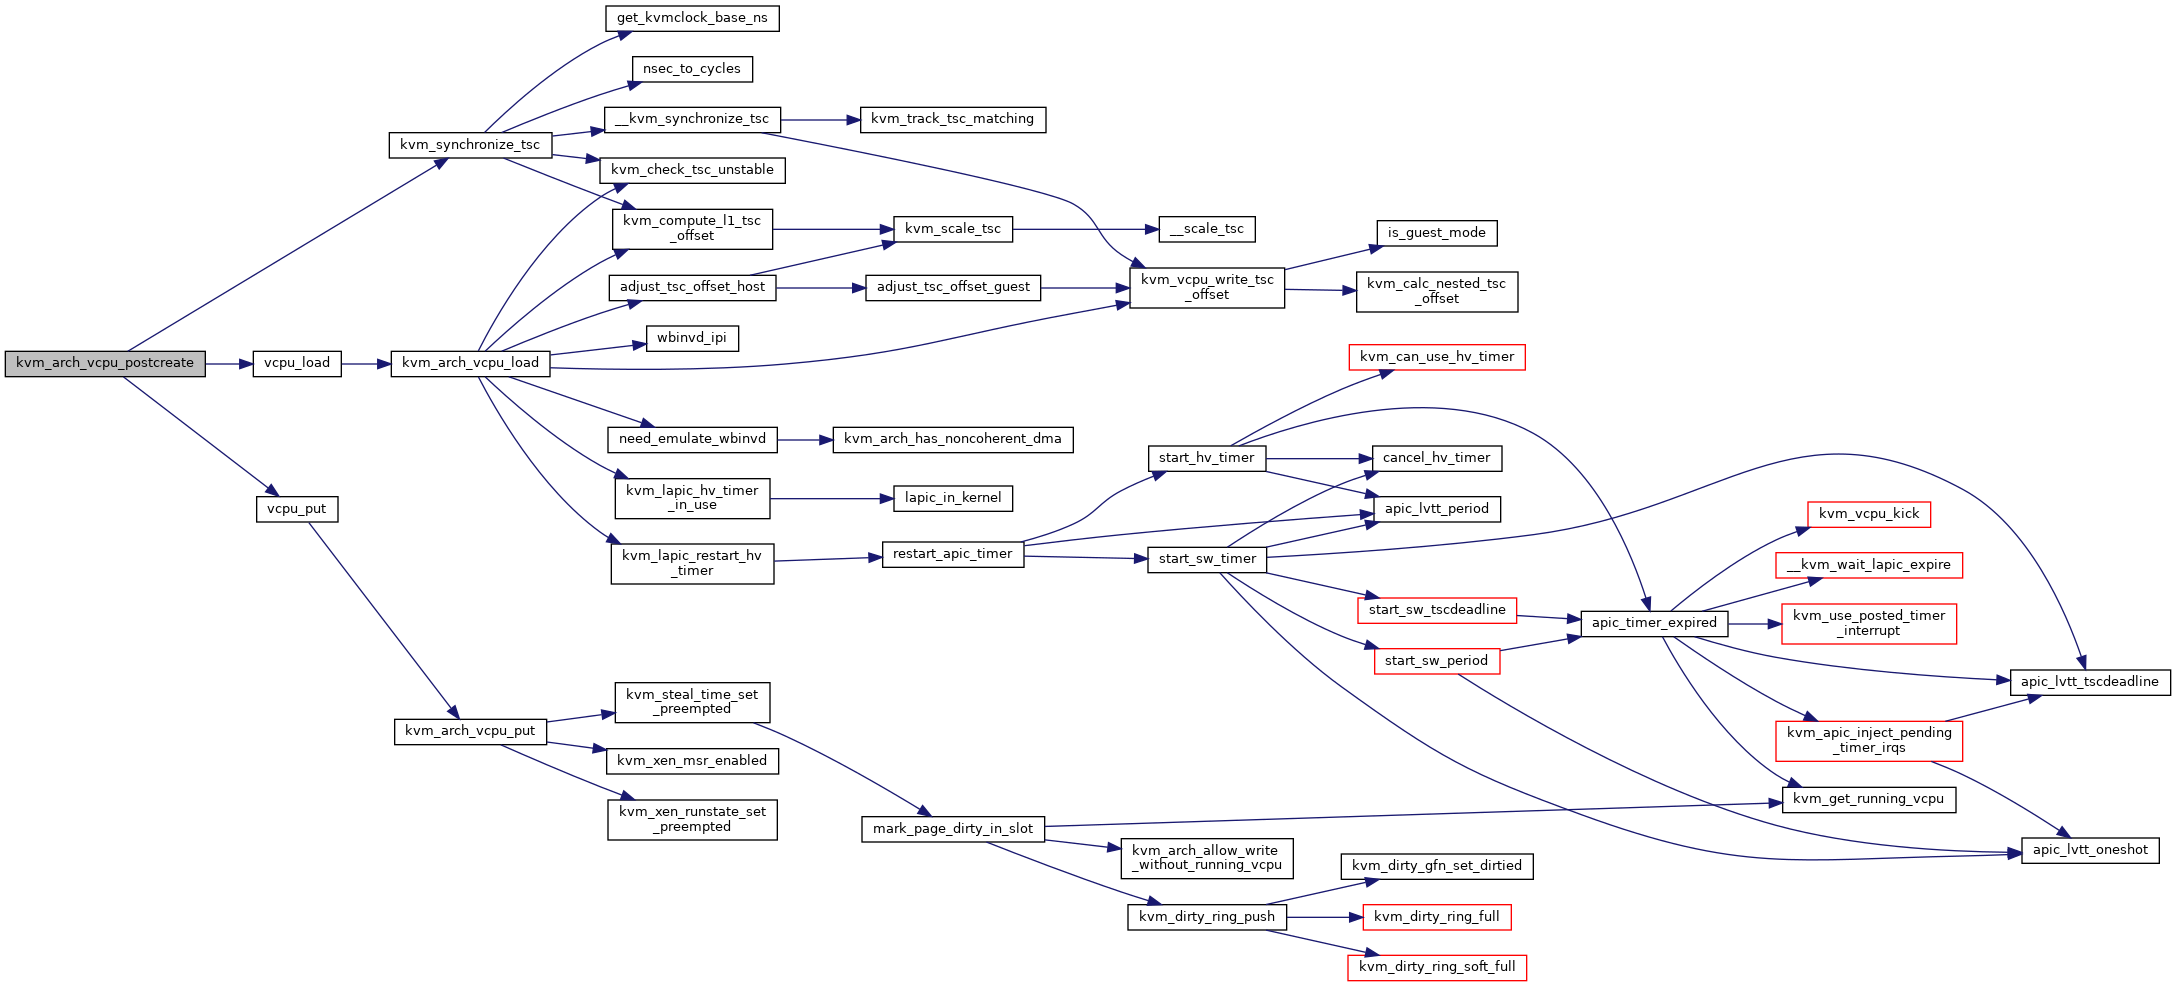 kvm_arch_vcpu_postcreate
kvm_synchronize_tsc
vcpu_load
vcpu_put
kvm_arch_vcpu_load
kvm_arch_vcpu_put
get_kvmclock_base_ns
nsec_to_cycles
__kvm_synchronize_tsc
kvm_check_tsc_unstable
kvm_compute_l1_tsc
_offset
adjust_tsc_offset_host
wbinvd_ipi
need_emulate_wbinvd
kvm_lapic_hv_timer
_in_use
kvm_lapic_restart_hv
_timer
kvm_steal_time_set
_preempted
kvm_xen_msr_enabled
kvm_xen_runstate_set
_preempted
kvm_track_tsc_matching
kvm_scale_tsc
adjust_tsc_offset_guest
kvm_arch_has_noncoherent_dma
lapic_in_kernel
restart_apic_timer
mark_page_dirty_in_slot
__scale_tsc
kvm_vcpu_write_tsc
_offset
start_hv_timer
start_sw_timer
kvm_arch_allow_write
_without_running_vcpu
kvm_dirty_ring_push
is_guest_mode
kvm_calc_nested_tsc
_offset
kvm_can_use_hv_timer
cancel_hv_timer
apic_lvtt_period
start_sw_tscdeadline
start_sw_period
kvm_dirty_gfn_set_dirtied
kvm_dirty_ring_full
kvm_dirty_ring_soft_full
apic_timer_expired
kvm_vcpu_kick
__kvm_wait_lapic_expire
kvm_use_posted_timer
_interrupt
kvm_apic_inject_pending
_timer_irqs
kvm_get_running_vcpu
apic_lvtt_tscdeadline
apic_lvtt_oneshot